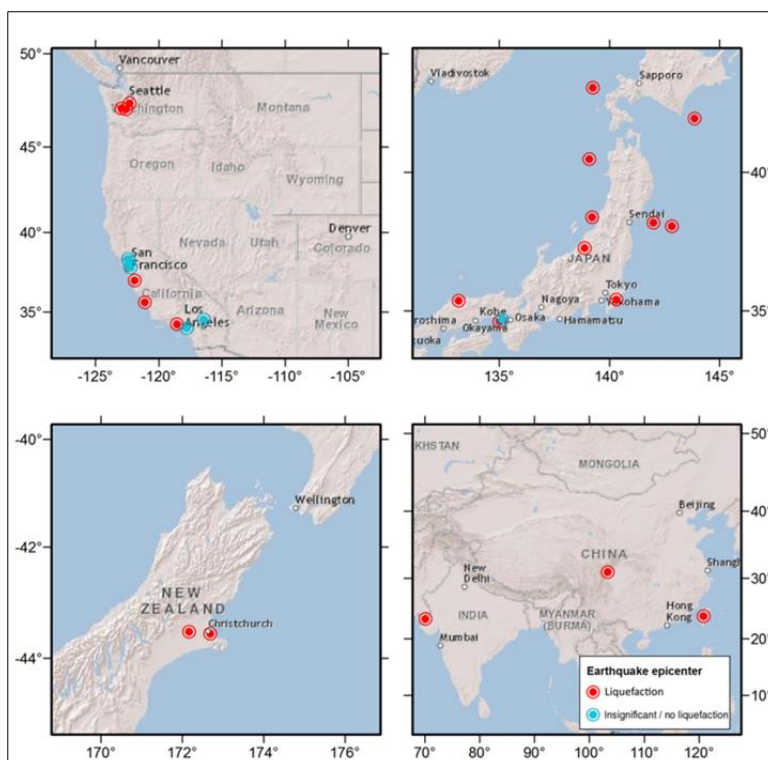 50°
45°
40°
35°
Vancouver
Seattle
Washington
Montana
Oregon
Idaho
Wyoming
San
Francisco
Nevada
Utah
Denver
Colorado
California
Los
Angeles
Arizona
New
Mexico
-125° -120° -115° -110° -105°
Vladivostok
Sapporo
40°
Sendai
JAPAN
Tokyo
Yokohama
Nagoya
Kobe
Osaka
Hamamatsu
roshima
Okayama
uoka
35°
135° 140° 145°
-40°
-42°
-44°
Wellington
NEW
ZEALAND
Christchurch
170° 172° 174° 176°
KHSTAN
MONGOLIA
Beijing
CHINA
Shangh
New
Delhi
INDIA
MYANMAR
(BURMA)
Hong
Kong
Mumbai
50°
40°
30°
20°
10°
Earthquake epicenter
Liquefaction
Insignificant / no liquefaction
70° 80° 90° 100° 110° 120°